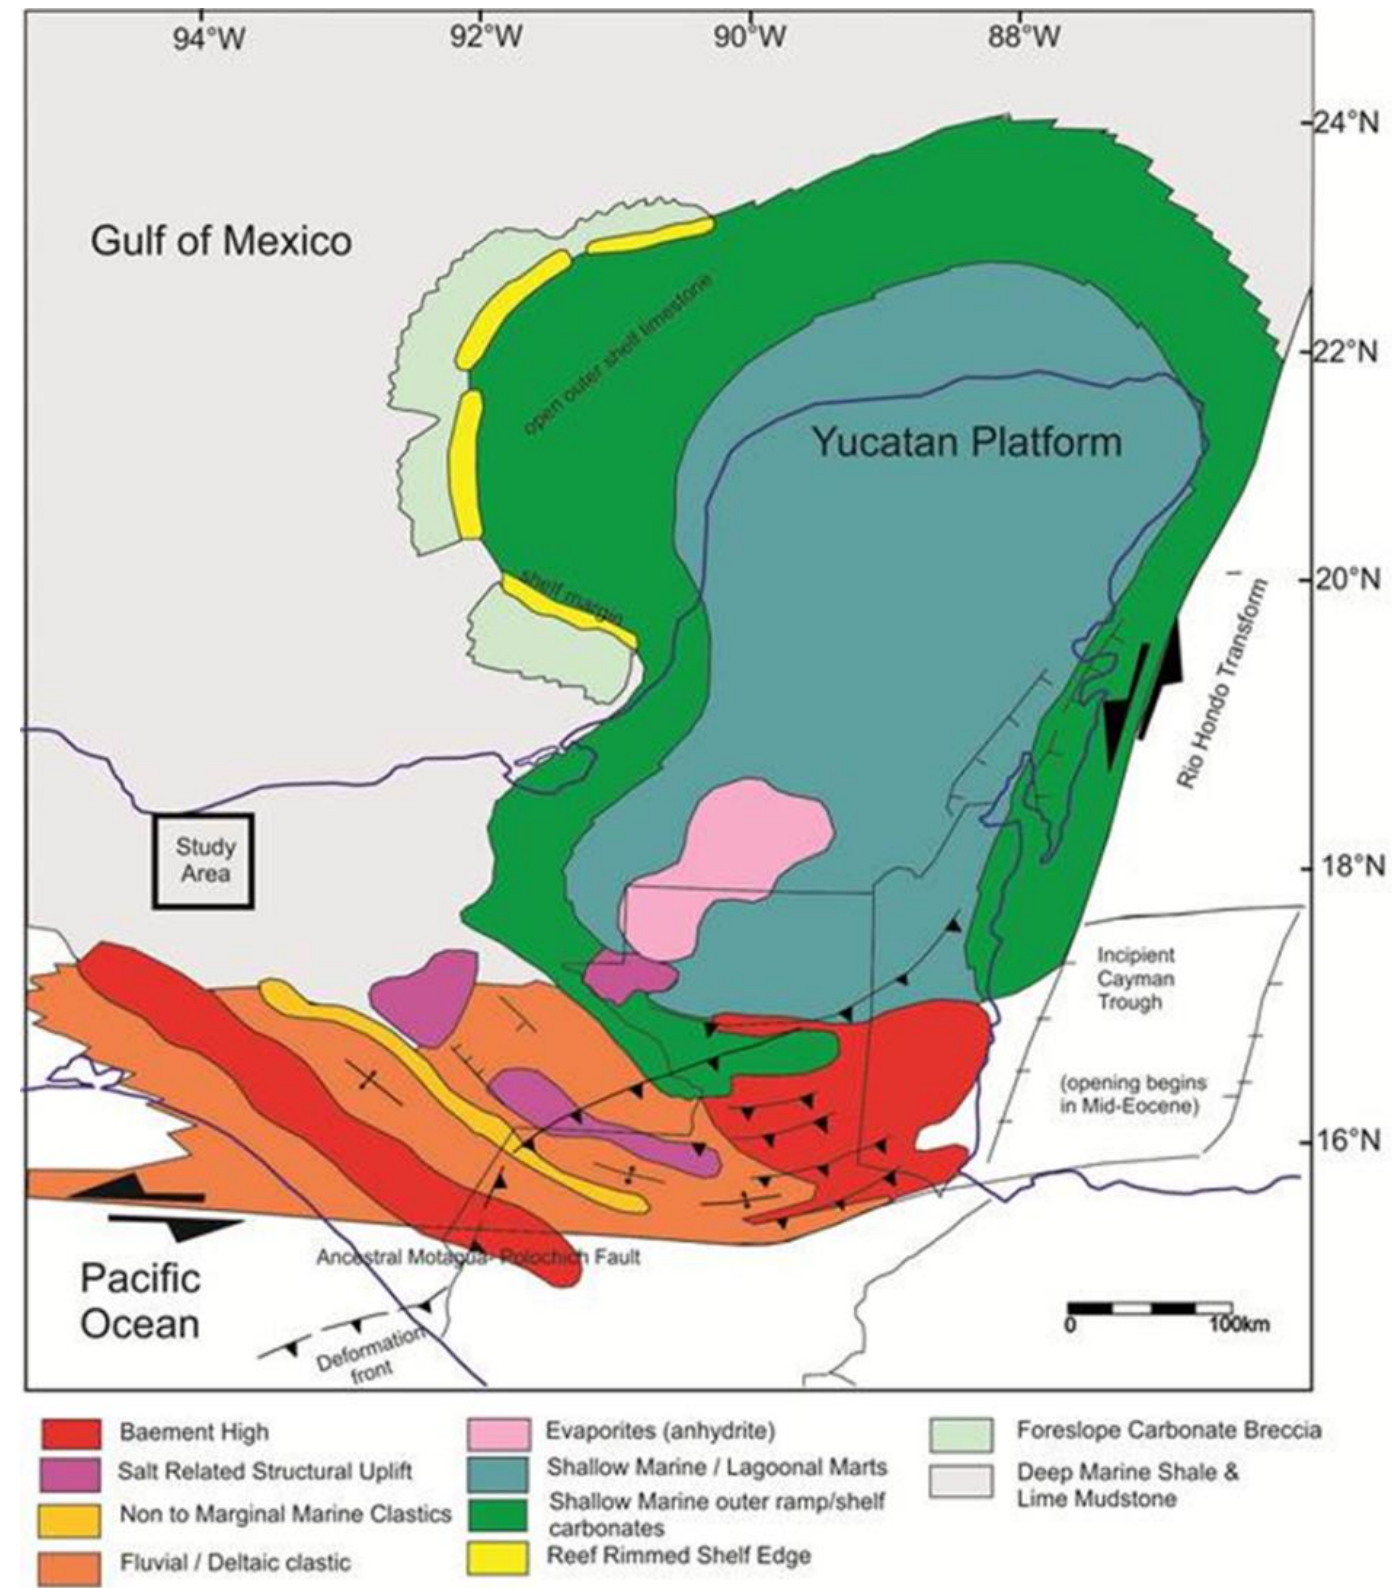 94°W
92°W
90°W
88°W
24°N
22°N
20°N
18°N
16°N
Gulf of Mexico
open outer shelf limestone
Yucatan Platform
shelf margin
Rio Hondo Transform
Study
Area
Incipient
Cayman
Trough
(opening begins
in Mid-Eocene)
Ancestral Motagua- Polochich Fault
Pacific
Ocean
Deformation
front
0
100km
Baement High
Salt Related Structural Uplift
Non to Marginal Marine Clastics
Fluvial / Deltaic clastic
Evaporites (anhydrite)
Shallow Marine / Lagoonal Marts
Shallow Marine outer ramp/shelf
carbonates
Reef Rimmed Shelf Edge
Foreslope Carbonate Breccia
Deep Marine Shale &
Lime Mudstone